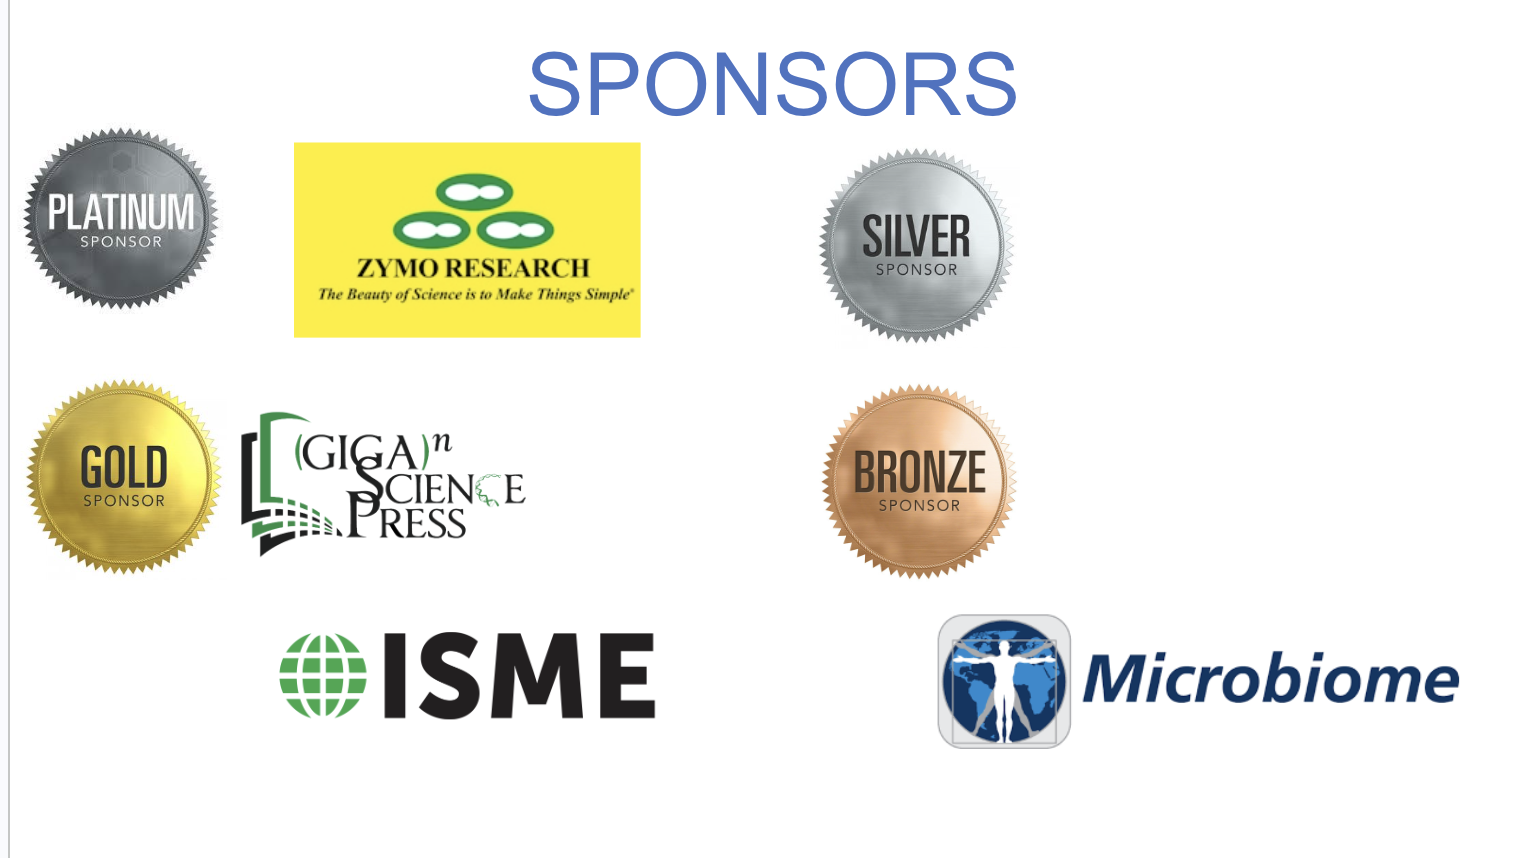 SPONSORS
PLATINUM
SPONSOR
ZYMO RESEARCH
The Beauty of Science is to Make Things Simple®
SILVER
SPONSOR
GOLD
SPONSOR
(GIGA)n
SCIENCE
PRESS
BRONZE
SPONSOR
ISME
Microbiome